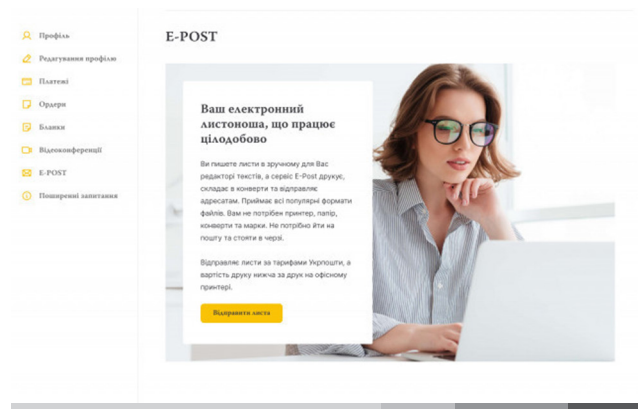 Профіль
Редагування профілю
Платежі
Ордери
Бланки
Відеоконференції
E-POST
Поширенні запитання
E-POST
Ваш електронний
листоноша, що працює
цілодобово
Ви пишете листи в зручному для Вас
редакторі текстів, а сервіс E-Post друкує,
складає в конверти та відправляє
адресатам. Приймає всі популярні формати
файлів. Вам не потрібен принтер, папір,
конверти та марки. Не потрібно йти на
пошту та стояти в черзі.
Відправляє листи за тарифами Укрпошти, а
вартість друку нижча за друк на офісному
принтері.
Відправити листа